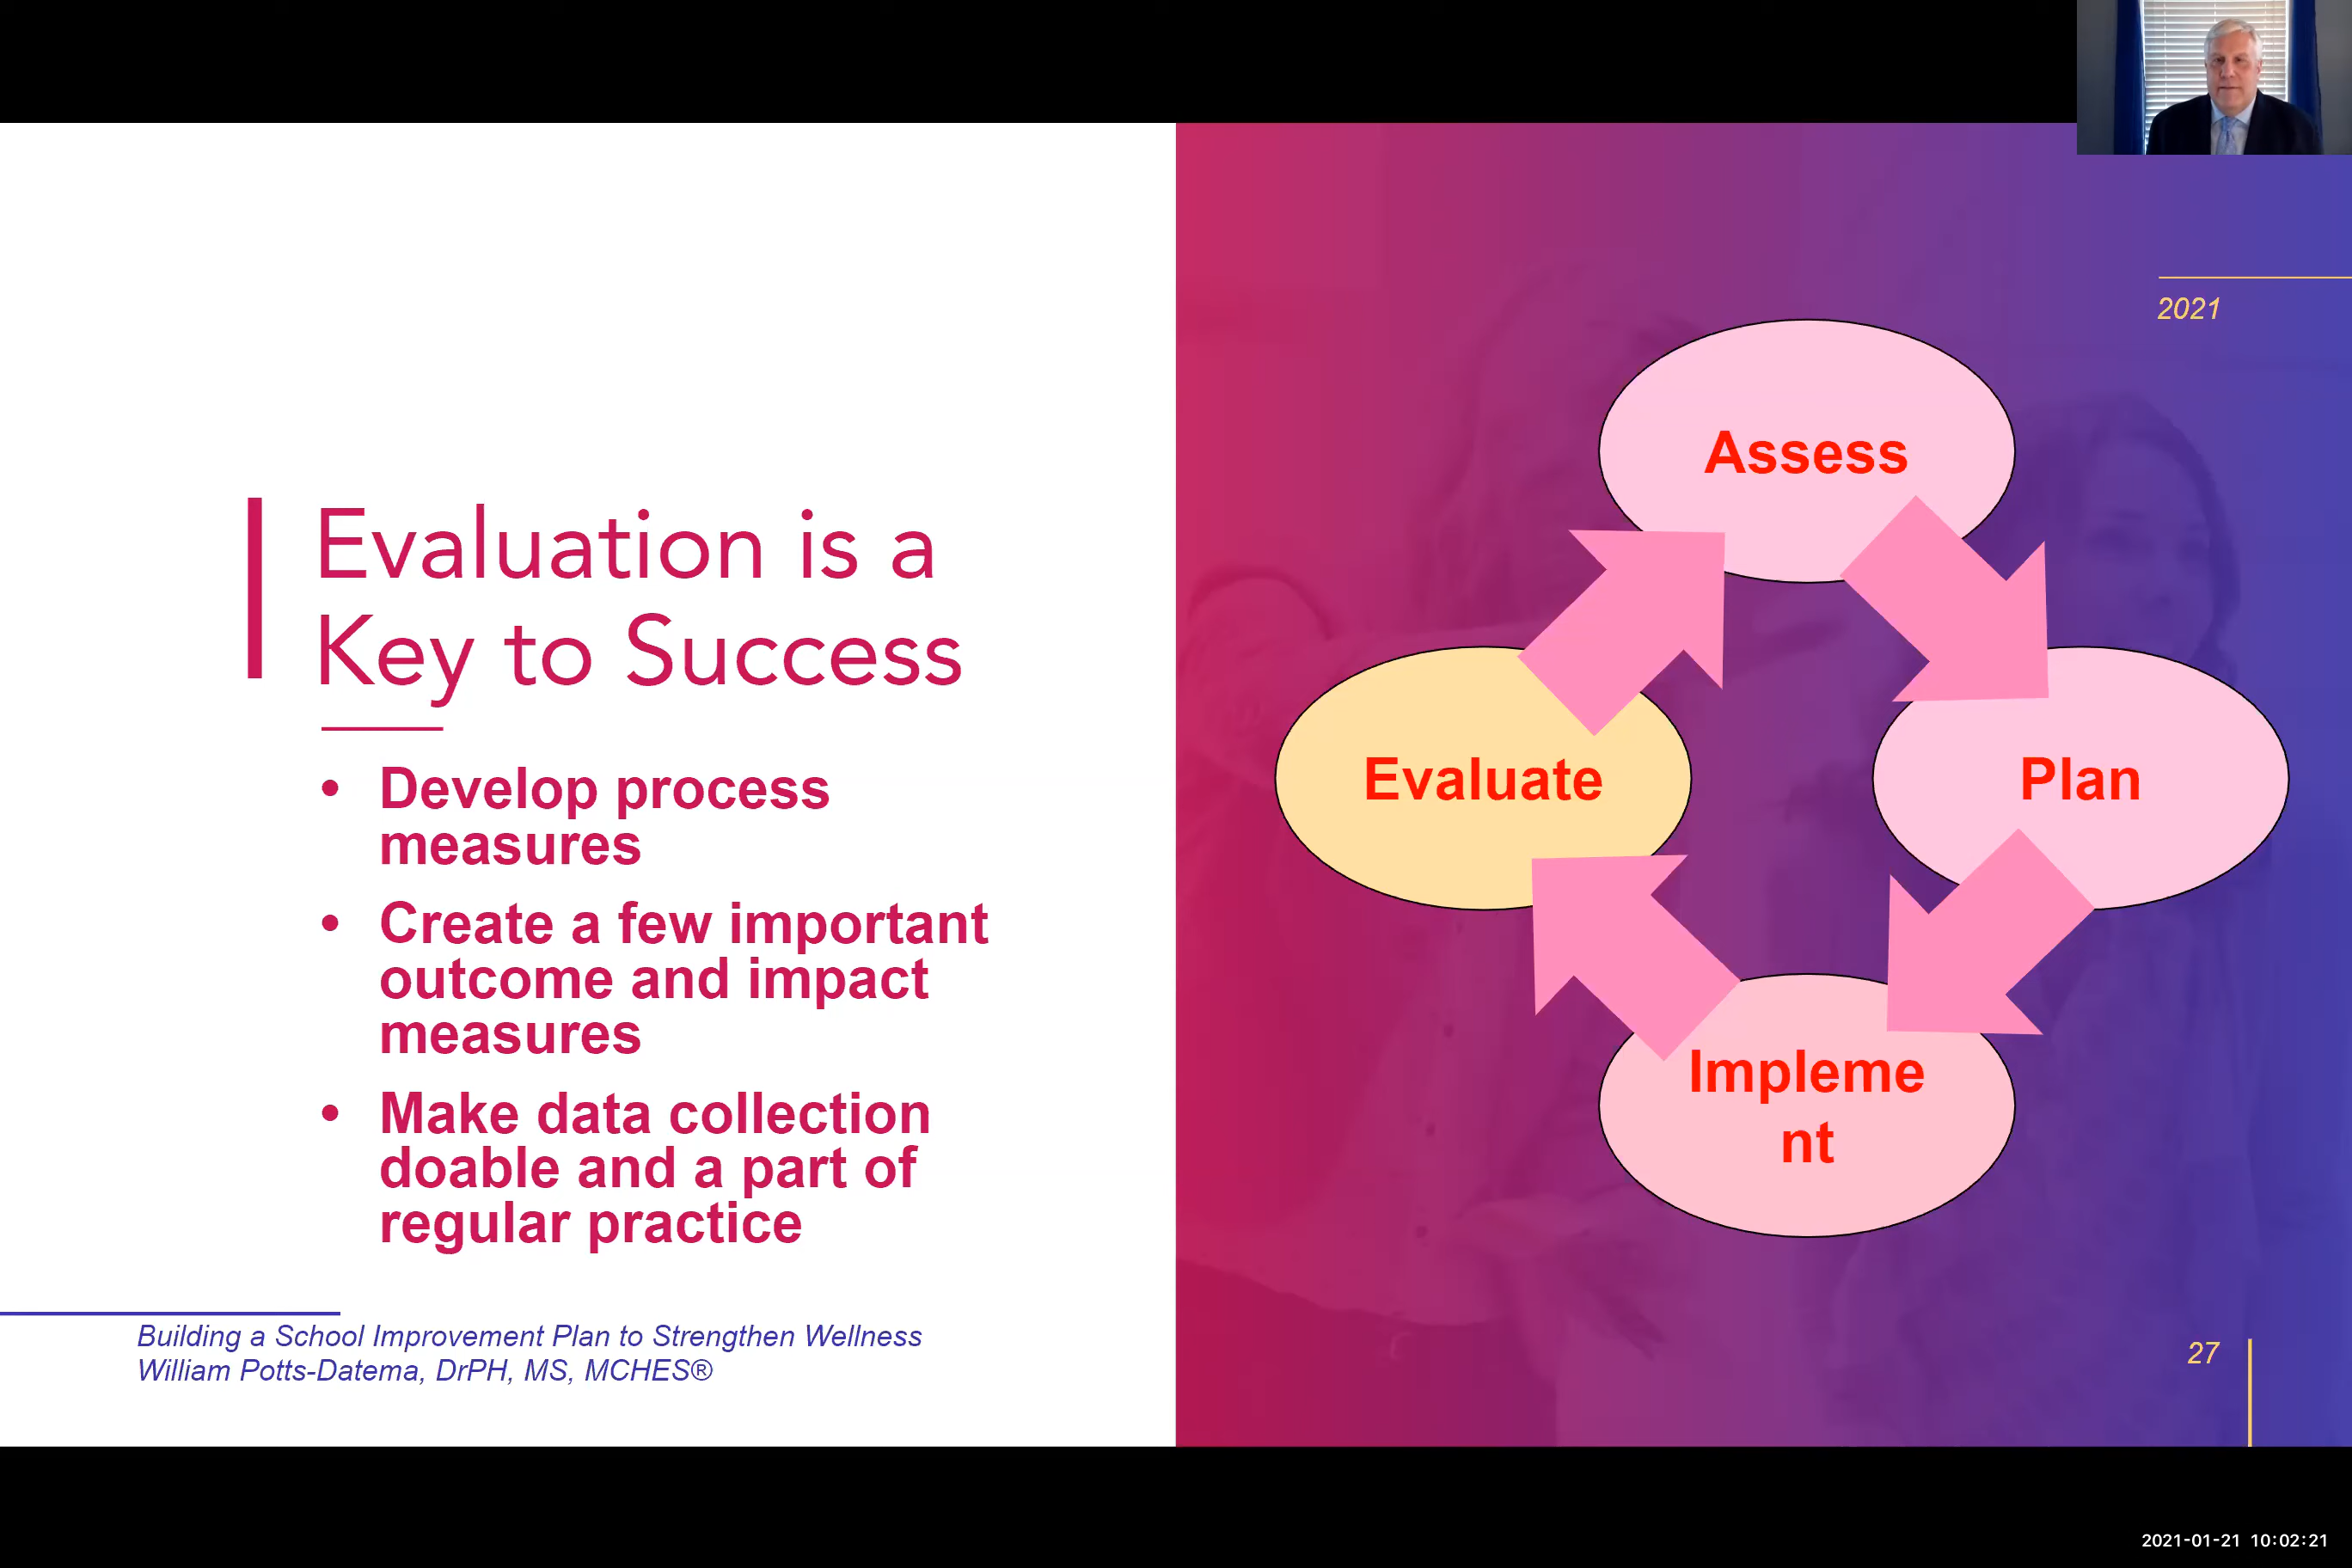 Evaluation is a
Key to Success
• Develop process
measures
• Create a few important
outcome and impact
measures
• Make data collection
doable and a part of
regular practice
Building a School Improvement Plan to Strengthen Wellness
William Potts-Datema, DrPH, MS, MCHES®
2021
Assess
Plan
Impleme
nt
Evaluate
27
2021-01-21 10:02:21